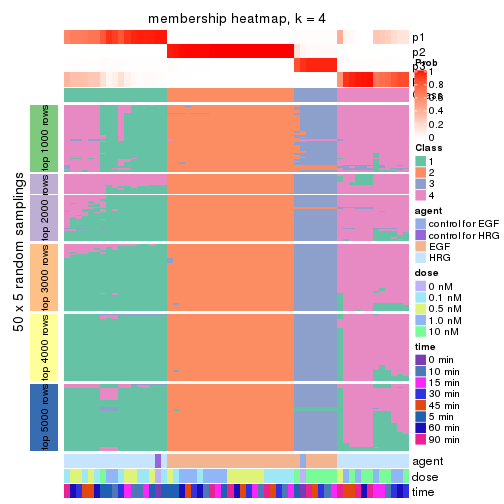 membership heatmap, k = 4
p1
p2
p3
Prob
1
0.8
0.6
0.4
0.2
0
Class
1
2
3
4
agent
control for EGF
control for HRG
EGF
HRG
dose
0 nM
0.1 nM
0.5 nM
1.0 nM
10 nM
time
0 min
10 min
15 min
30 min
45 min
5 min
60 min
90 min
50 x 5 random samplings
top 1000 rows
top 2000 rows
top 3000 rows
top 4000 rows
top 5000 rows
agent
dose
time